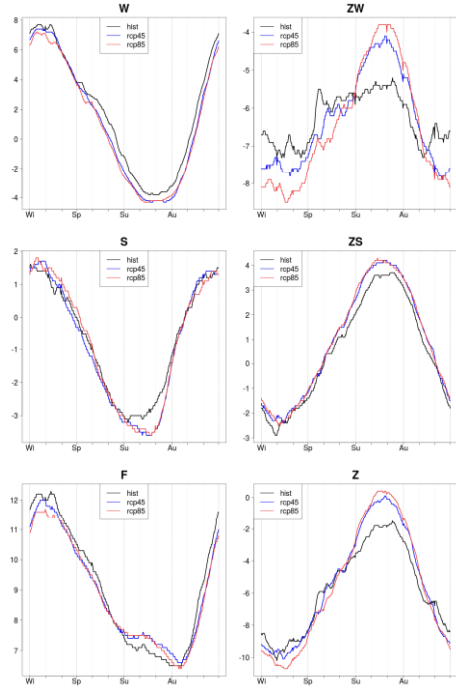 W
8
6
4
2
0
-2
-4
hist
rcp45
rcp85
Wi
Sp
Su
Au
ZW
-4
-5
-6
-7
-8
hist
rcp45
rcp85
Wi
Sp
Su
Au
S
2
1
0
-1
-2
-3
hist
rcp45
rcp85
Wi
Sp
Su
Au
ZS
4
3
2
1
0
-1
-2
-3
hist
rcp45
rcp85
Wi
Sp
Su
Au
F
12
11
10
9
8
7
hist
rcp45
rcp85
Wi
Sp
Su
Au
Z
0
-2
-4
-6
-8
-10
hist
rcp45
rcp85
Wi
Sp
Su
Au